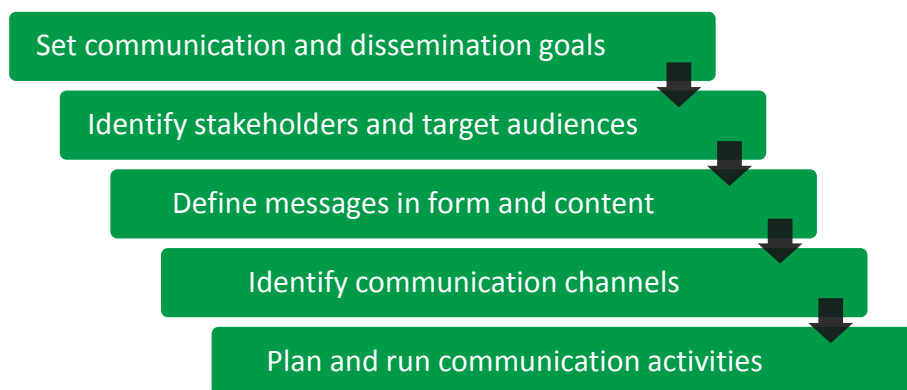 Set communication and dissemination goals
Identify stakeholders and target audiences
Define messages in form and content
Identify communication channels
Plan and run communication activities